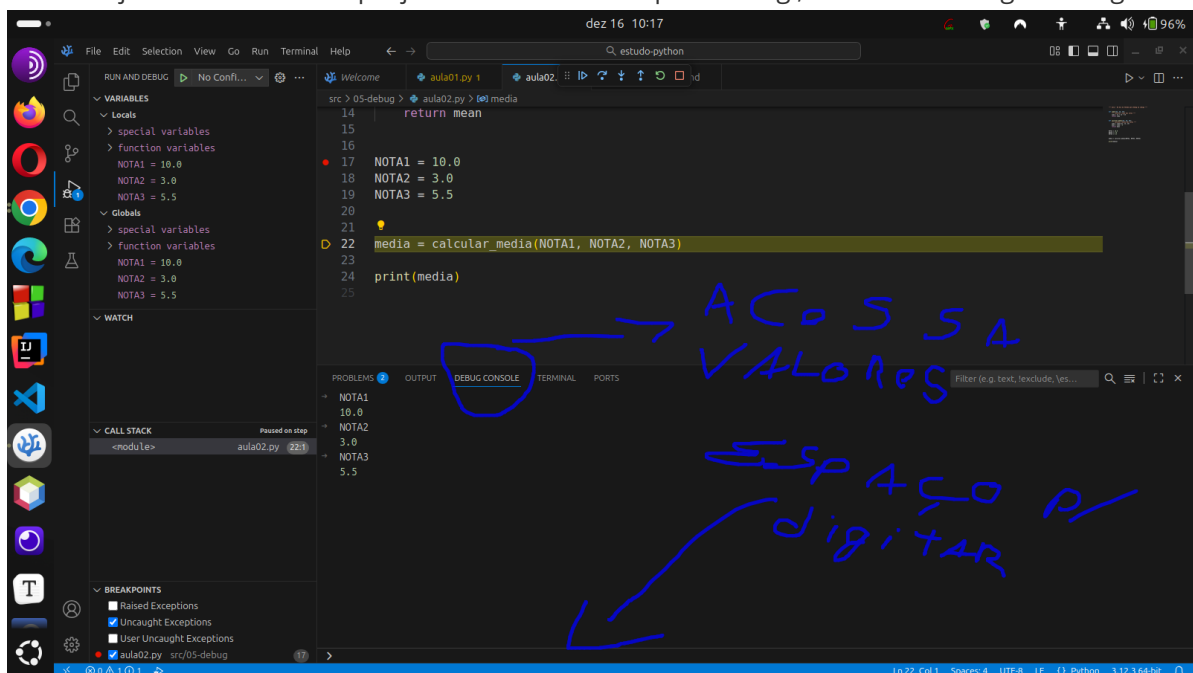 dez 16 10:17
96%
File Edit Selection View Go Run Terminal Help
estudo-python
RUN AND DEBUG No Confi...
Welcome
aula01.py 1
aula02.
src > 05-debug > aula02.py > media
VARIABLES
Locals
special variables
function variables
NOTA1 = 10.0
NOTA2 = 3.0
NOTA3 = 5.5
Globals
special variables
function variables
NOTA1 = 10.0
NOTA2 = 3.0
NOTA3 = 5.5
WATCH
CALL STACK Paused on step
<module> aula02.py 22:1
BREAKPOINTS
Raised Exceptions
Uncaught Exceptions
User Uncaught Exceptions
aula02.py src/05-debug 17
14 return mean
15
16
17 NOTA1 = 10.0
18 NOTA2 = 3.0
19 NOTA3 = 5.5
20
21
22 media = calcular_media(NOTA1, NOTA2, NOTA3)
23
24 print(media)
25
ACOSSA
VALORES
PROBLEMS 2 OUTPUT DEBUG CONSOLE TERMINAL PORTS
Filter (e.g. text, !exclude, \es...
NOTA1
10.0
NOTA2
3.0
NOTA3
5.5
ESPAÇO P/
digitAR
>
0 1 1
Ln 22, Col 1 Spaces: 4 UTF-8 LF {} Python 3.12.3 64-bit